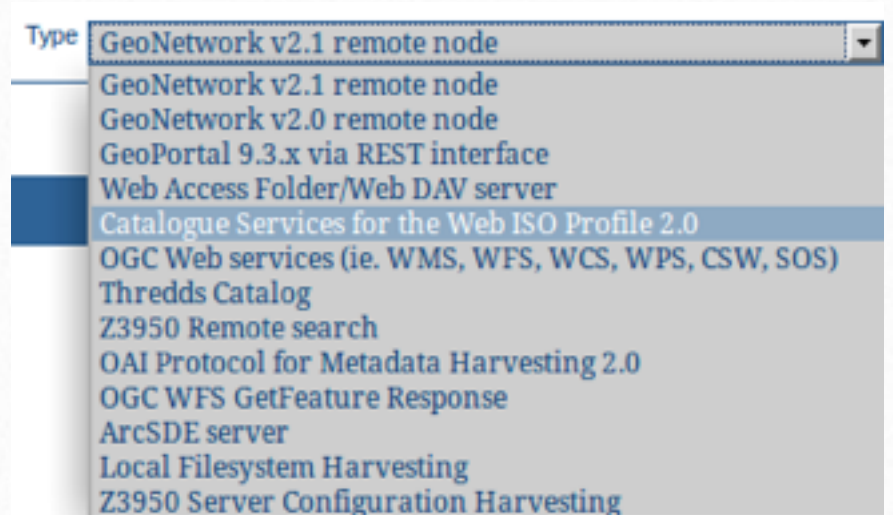 Type
GeoNetwork v2.1 remote node
GeoNetwork v2.1 remote node
GeoNetwork v2.0 remote node
GeoPortal 9.3.x via REST interface
Web Access Folder/Web DAV server
Catalogue Services for the Web ISO Profile 2.0
OGC Web services (ie. WMS, WFS, WCS, WPS, CSW, SOS)
Thredds Catalog
Z3950 Remote search
OAI Protocol for Metadata Harvesting 2.0
OGC WFS GetFeature Response
ArcSDE server
Local Filesystem Harvesting
Z3950 Server Configuration Harvesting